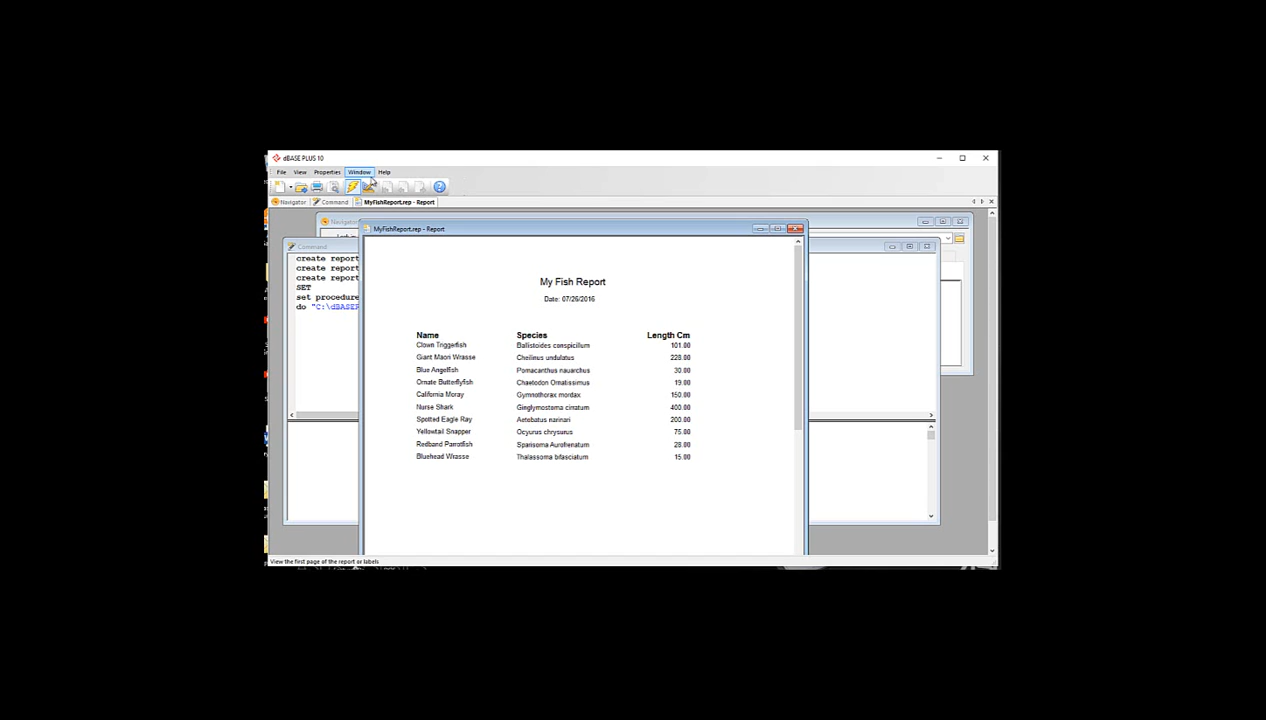 dBASE PLUS 10
File View Properties Window Help
Navigator Command MyFishReport.rep - Report
Navigator
MyFishReport.rep - Report
Command
create report
create report
create report
SET
set procedure
do "C:\dBASE
My Fish Report
Date: 07/26/2016
Name Species Length Cm
Clown Triggerfish Ballistoides conspicillum 101.00
Giant Maori Wrasse Cheilinus undulatus 228.00
Blue Angelfish Pomacanthus nauarchus 30.00
Ornate Butterflyfish Chaetodon Ornatissimus 19.00
California Moray Gymnothorax mordax 150.00
Nurse Shark Ginglymostoma cirratum 400.00
Spotted Eagle Ray Aetobatus narinari 200.00
Yellowtail Snapper Ocyurus chrysurus 75.00
Redband Parrotfish Sparisoma Aurofrenatum 28.00
Bluehead Wrasse Thalassoma bifasciatum 15.00
View the first page of the report or labels